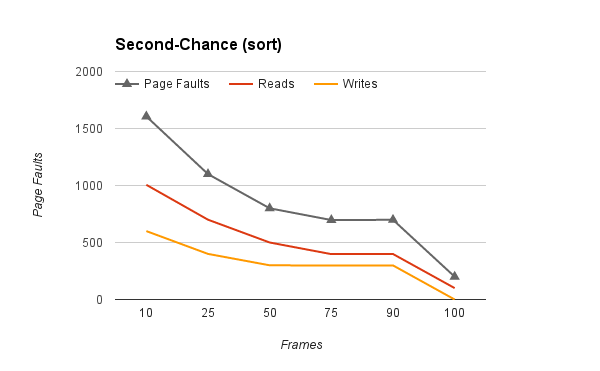 Second-Chance (sort)
2000
Page Faults Reads Writes
1500
1000
500
0
Page Faults
10 25 50 75 90 100
Frames